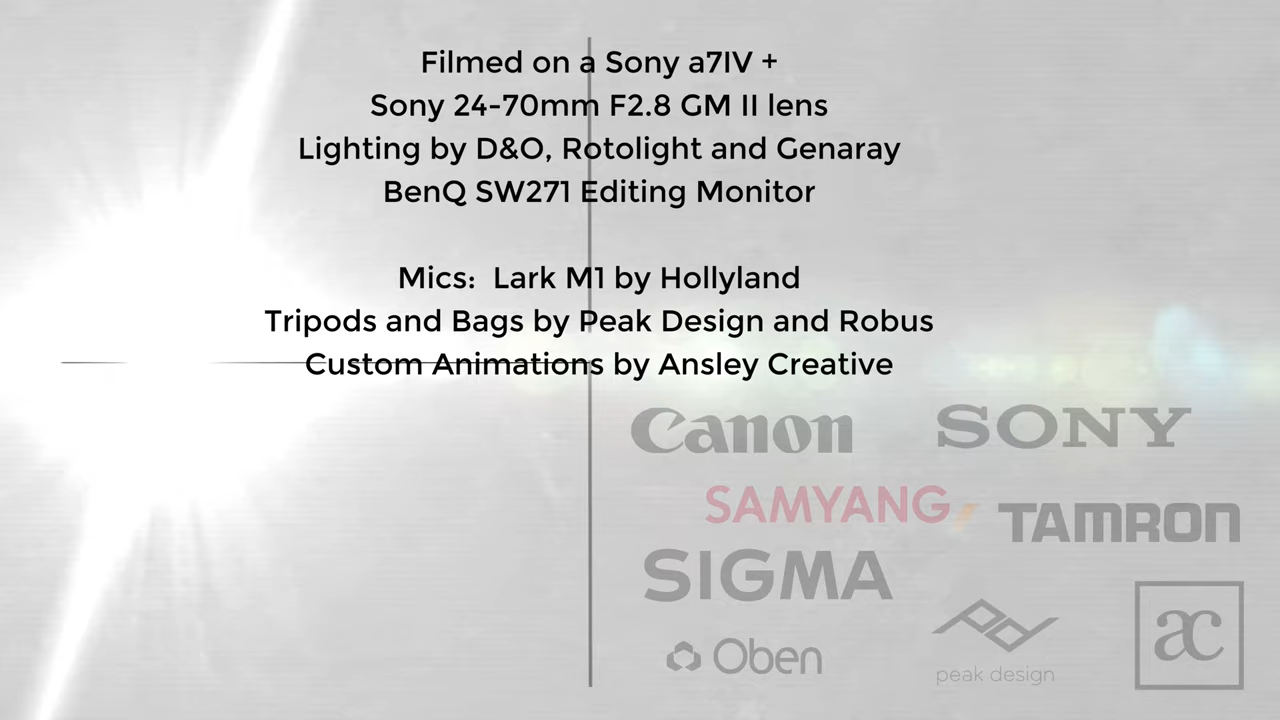 Filmed on a Sony a7IV +
Sony 24-70mm F2.8 GM II lens
Lighting by D&O, Rotolight and Genaray
BenQ SW271 Editing Monitor
Mics: Lark M1 by Hollyland
Tripods and Bags by Peak Design and Robus
Custom Animations by Ansley Creative
Canon SONY
SAMYANG TAMRON
SIGMA
Oben peak design ac